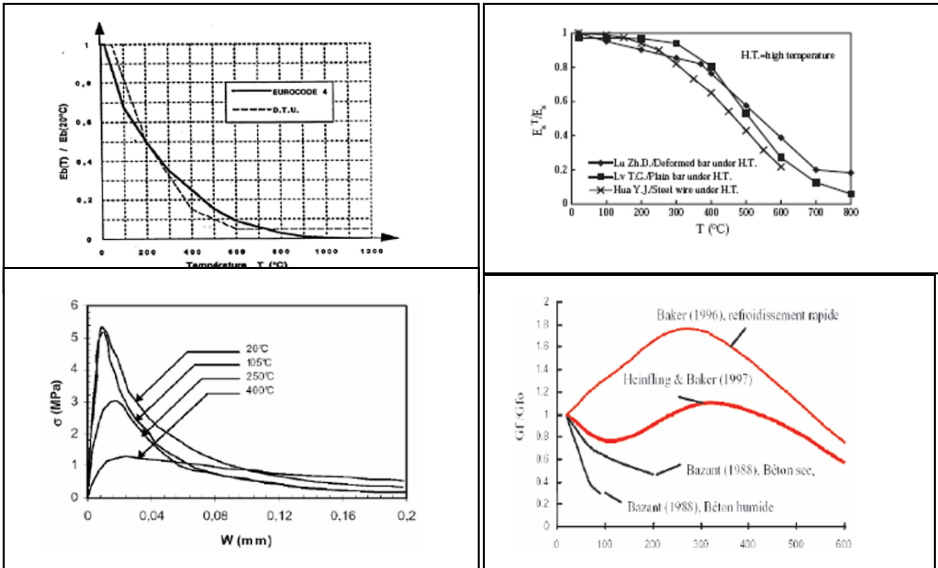 Eb(T) / Eb(20°C)
1
0,8
0,6
0,4
0,2
0
EUROCODE 4
D.T.U.
0 200 400 600 800 1000 1200
Température T (°C)
H.T.=high temperature
1
0.8
0.6
0.4
0.2
0
Lu Zh.D./Deformed bar under H.T.
Lv T.G./Plain bar under H.T.
Hua Y.J./Steel wire under H.T.
0 100 200 300 400 500 600 700 800
T (°C)
σ (MPa)
6
5
4
3
2
1
0
20°C
105°C
250°C
400°C
0 0,04 0,08 0,12 0,16 0,2
W (mm)
Gf/Gfo
2
1.8
1.6
1.4
1.2
1
0.8
0.6
0.4
0.2
0
Baker (1996), refroidissement rapide
Heinfling & Baker (1997)
Bazant (1988), Béton sec,
Bazant (1988), Béton humide
0 100 200 300 400 500 600